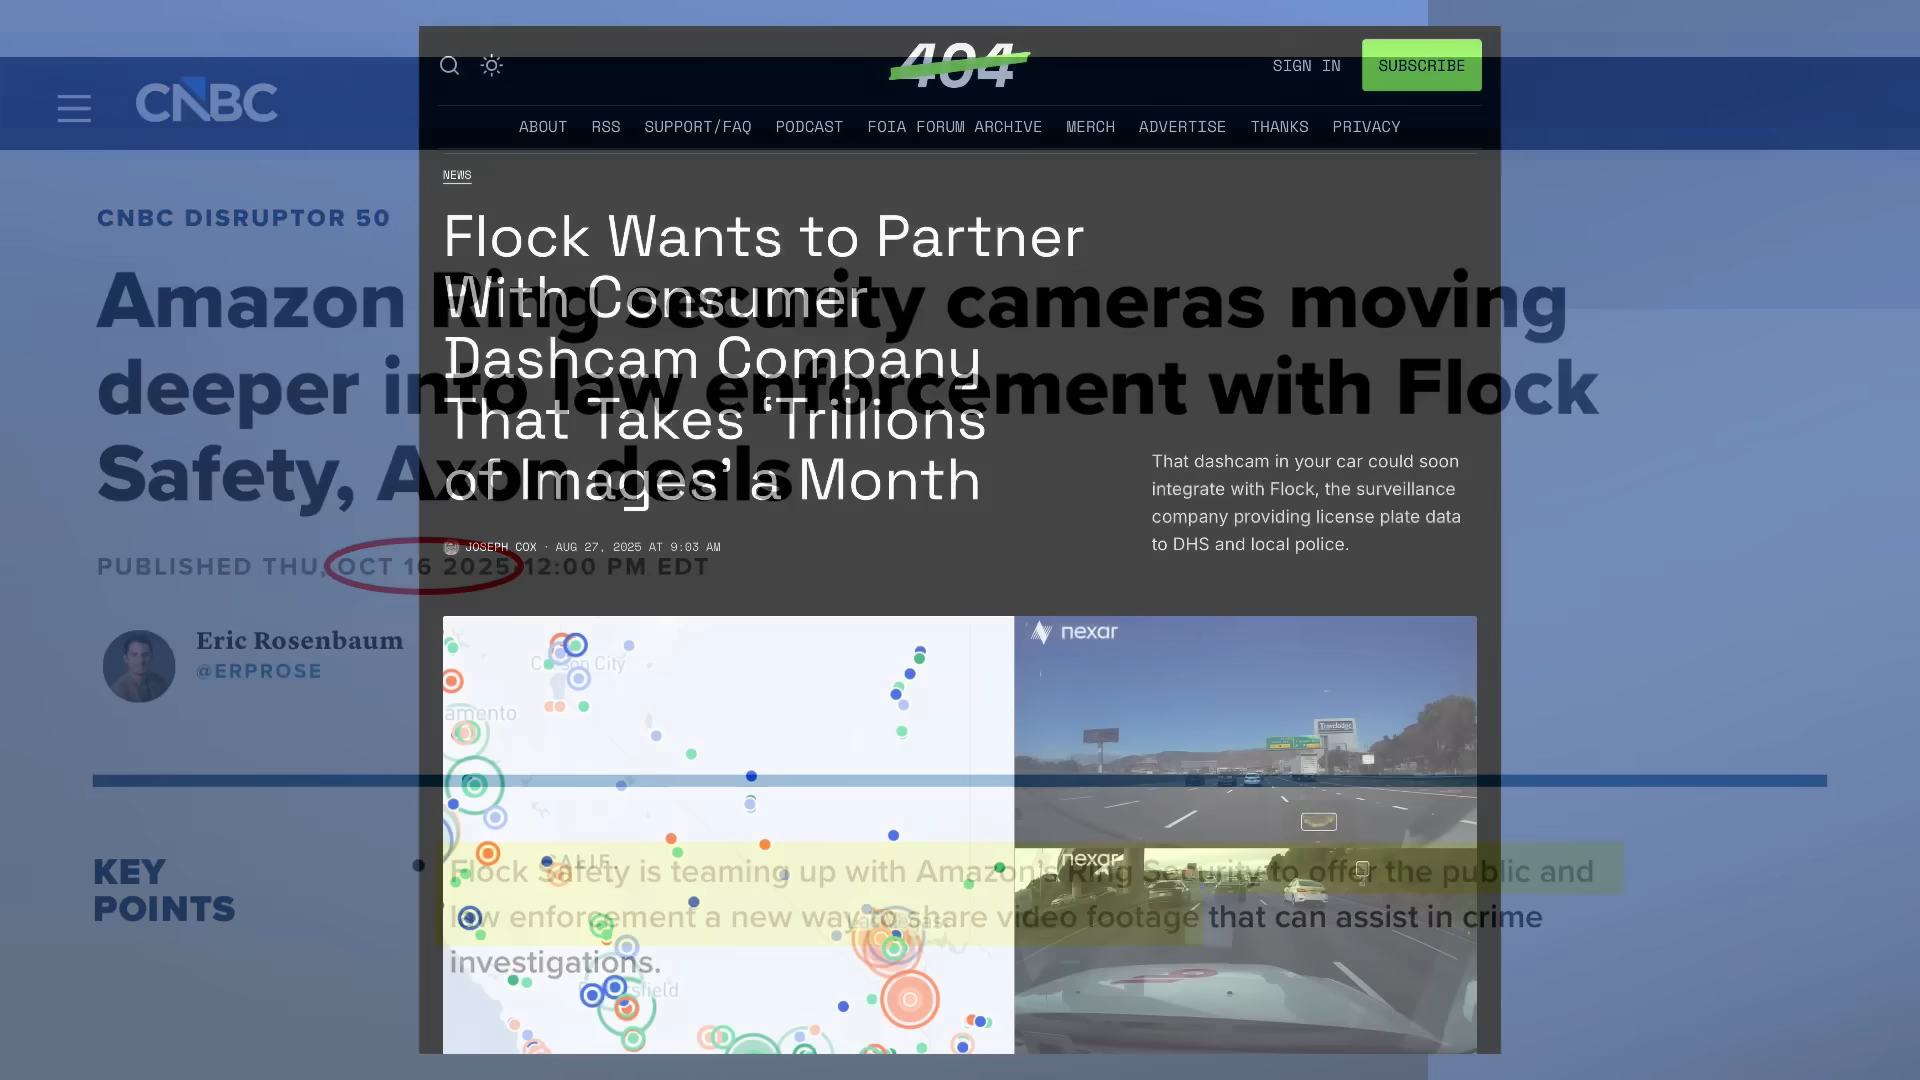 404
SIGN IN
SUBSCRIBE
CNBC
ABOUT RSS SUPPORT/FAQ PODCAST FOIA FORUM ARCHIVE MERCH ADVERTISE THANKS PRIVACY
NEWS
Flock Wants to Partner
With Consumer
Dashcam Company
That Takes ‘Trillions
of Images’ a Month
That dashcam in your car could soon
integrate with Flock, the surveillance
company providing license plate data
to DHS and local police.
JOSEPH COX · AUG 27, 2025 AT 9:03 AM
CNBC DISRUPTOR 50
Amazon Ring security cameras moving
deeper into law enforcement with Flock
Safety, Axon deals
PUBLISHED THU, OCT 16 2025 12:00 PM EDT
Eric Rosenbaum
@ERPROSE
nexar
Travelodge
nexar
KEY
POINTS
• Flock Safety is teaming up with Amazon's Ring Security to offer the public and
law enforcement a new way to share video footage that can assist in crime
investigations.
Carson City
amento
CALIF.